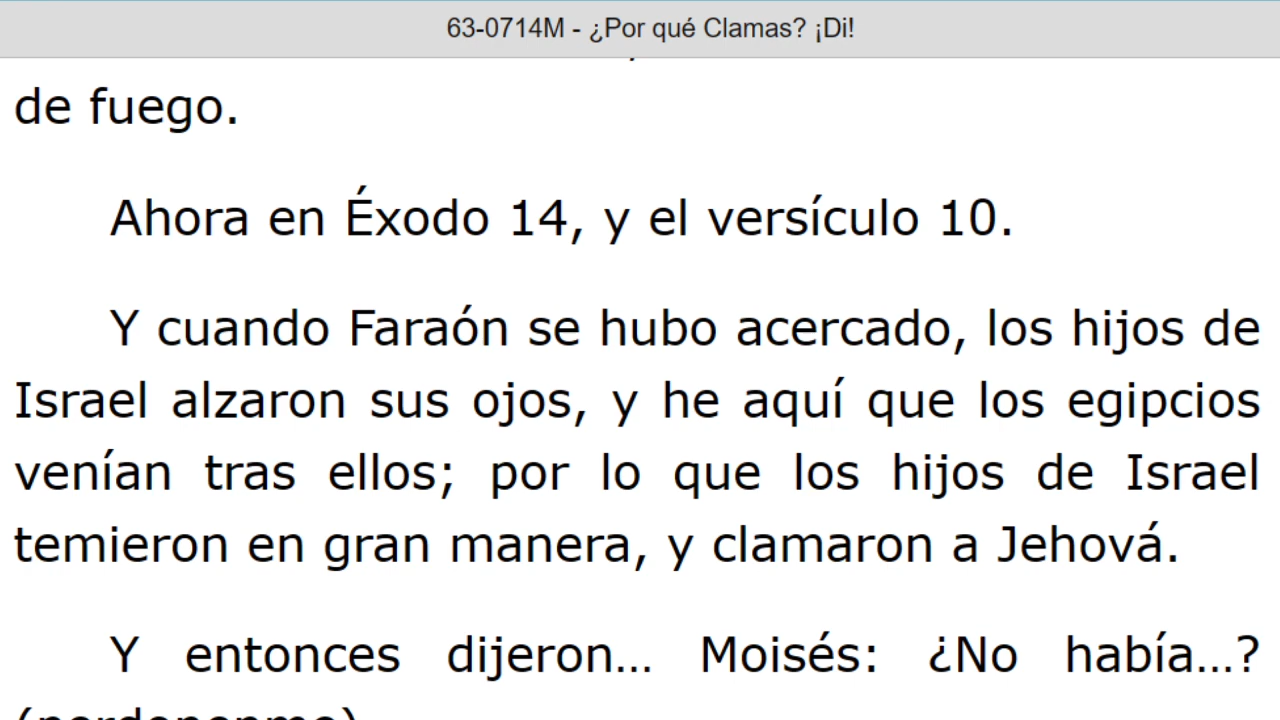 63-0714M - ¿Por qué Clamas? ¡Di!
de fuego.
Ahora en Éxodo 14, y el versículo 10.
Y cuando Faraón se hubo acercado, los hijos de
Israel alzaron sus ojos, y he aquí que los egipcios
venían tras ellos; por lo que los hijos de Israel
temieron en gran manera, y clamaron a Jehová.
Y entonces dijeron... Moisés: ¿No había...?